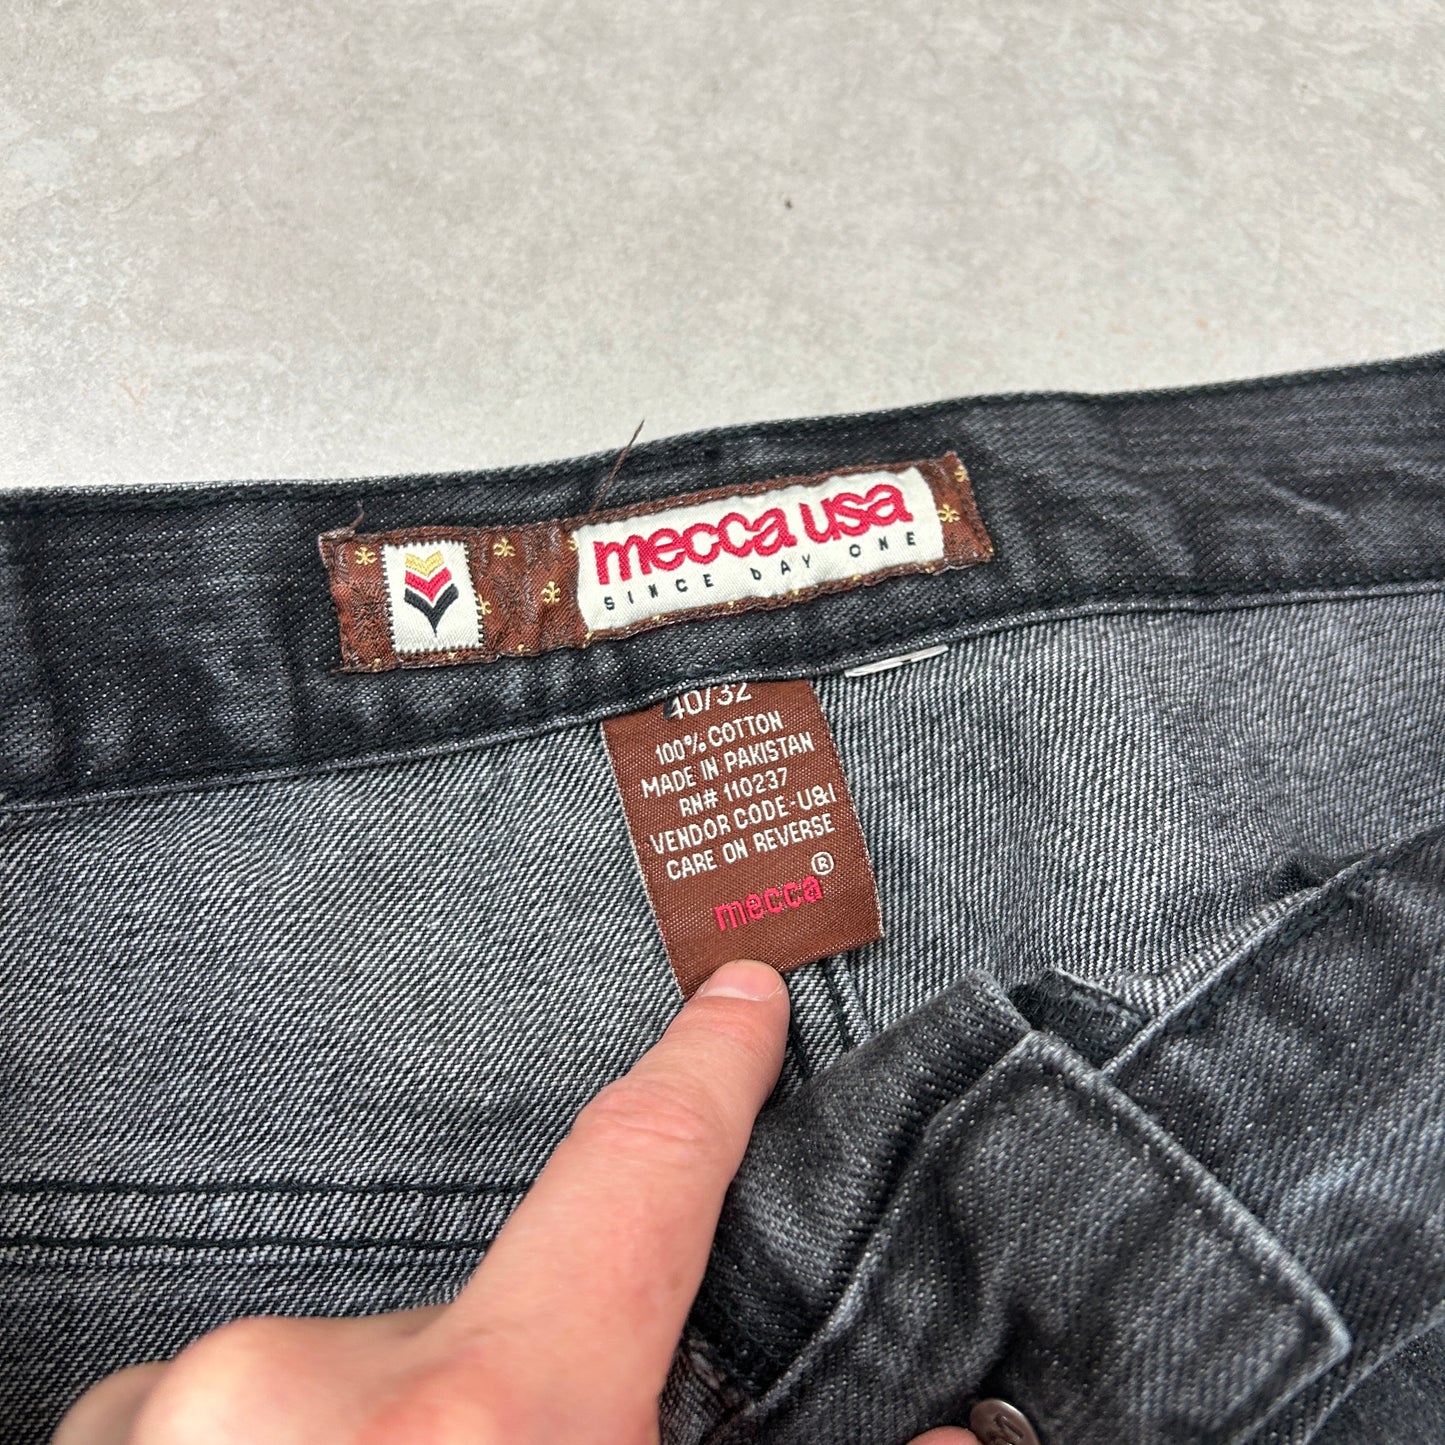 mecca usa
SINCE DAY ONE
40/32
100% COTTON
MADE IN PAKISTAN
RN# 110237
VENDOR CODE-U&I
CARE ON REVERSE
mecca®